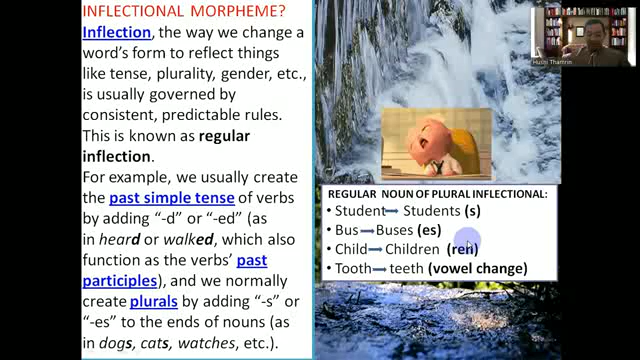 INFLECTIONAL MORPHEME?
Inflection, the way we change a
word's form to reflect things
like tense, plurality, gender, etc.,
is usually governed by
consistent, predictable rules.
This is known as regular
inflection.
For example, we usually create
the past simple tense of verbs
by adding "-d" or "-ed" (as
in heard or walked, which also
function as the verbs' past
participles), and we normally
create plurals by adding "-s" or
"-es" to the ends of nouns (as
in dogs, cats, watches, etc.).
REGULAR NOUN OF PLURAL INFLECTIONAL:
• Student → Students (s)
• Bus → Buses (es)
• Child → Children (ren)
• Tooth → teeth (vowel change)
Husni Thamrin